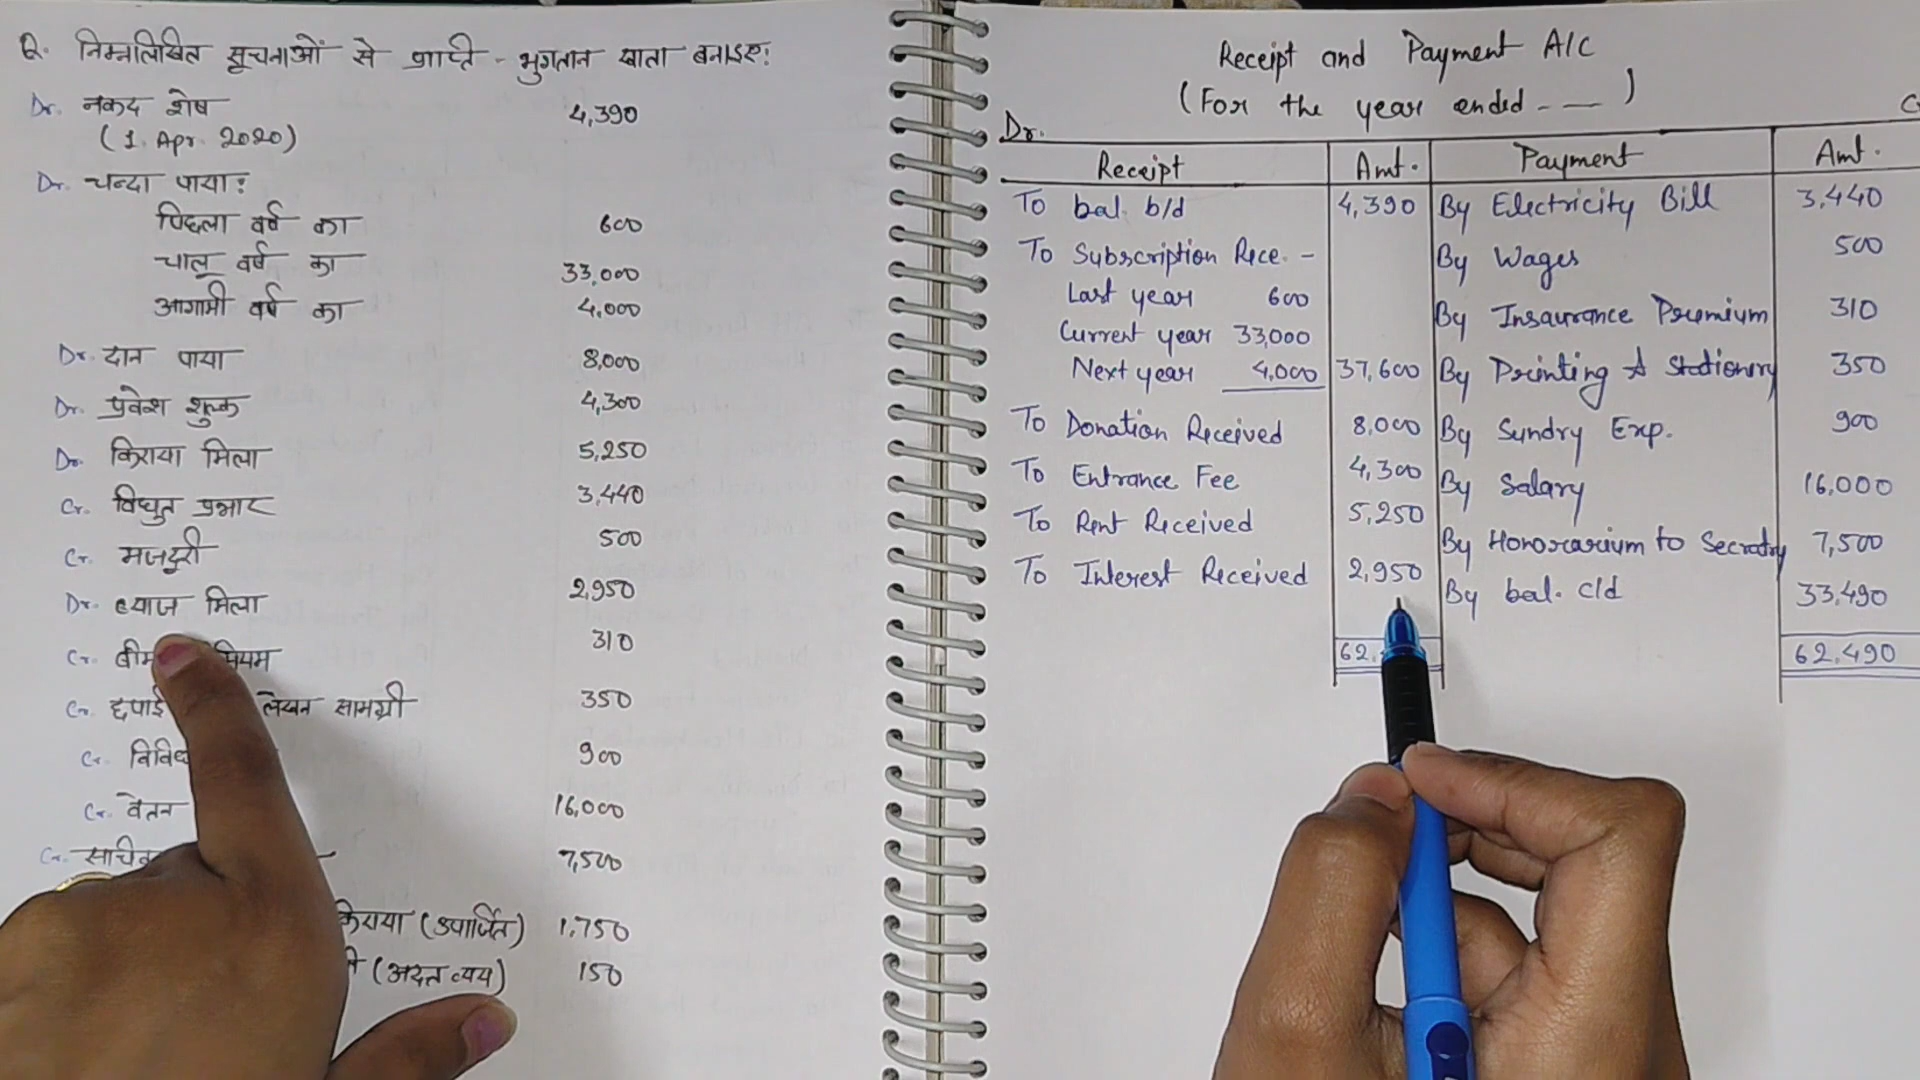 Q. निम्नलिखित सूचनाओं से प्राप्ति - भुगतान खाता बनाइए:
Dr. नकद शेष 4,390
(1. Apr. 2020)
Dr. चन्दा पाया:
पिछला वर्ष का 600
चालू वर्ष का 33,000
आगामी वर्ष का 4,000
Dr. दान पाया 8,000
Dr. प्रवेश शुल्क 4,300
Dr. किराया मिला 5,250
Cr. विधुत प्रभार 3,440
Cr. मजदूरी 500
Dr. ब्याज मिला 2,950
Cr. 310
Cr. छपाई लेखन सामग्री 350
Cr. 900
Cr. वेतन 16,000
Cr. 7,500
किराया (उपार्जित) 1,750
(अदत्त व्यय) 150
Receipt and Payment A/C
(For the year ended - — )
Dr.
Receipt Amt. Payment Amt.
To bal. b/d 4,390 By Electricity Bill 3,440
To Subscription Rece. - By Wages 500
Last year 600 By Insaurance Premium 310
Current year 33,000
Next year 4,000 37,600 By Printing & Stationery 350
To Donation Received 8,000 By Sundry Exp. 900
To Entrance Fee 4,300 By Salary 16,000
To Rent Received 5,250 By Honorarium to Secratry 7,500
To Interest Received 2,950 By bal. c/d 33,490
62,490